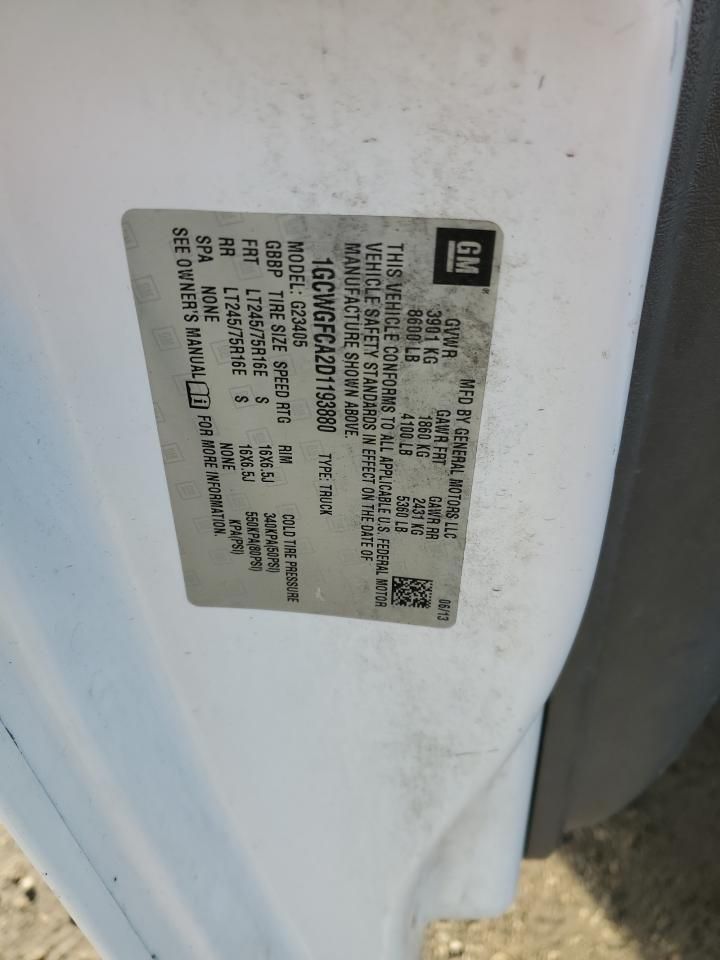 GM
MFD BY GENERAL MOTORS LLC 06/13
GVWR GAWR FRT GAWR RR
3901 KG 1860 KG 2431 KG
8600 LB 4100 LB 5360 LB
THIS VEHICLE CONFORMS TO ALL APPLICABLE U.S. FEDERAL MOTOR
VEHICLE SAFETY STANDARDS IN EFFECT ON THE DATE OF
MANUFACTURE SHOWN ABOVE.
1GCWGFCA2D1193880 TYPE: TRUCK
MODEL: G23405
GBBP TIRE SIZE SPEED RTG RIM COLD TIRE PRESSURE
FRT LT245/75R16E S 16X6.5J 340KPA(50PSI)
RR LT245/75R16E S 16X6.5J 550KPA(80PSI)
SPA NONE NONE KPA(PSI)
SEE OWNER'S MANUAL FOR MORE INFORMATION.